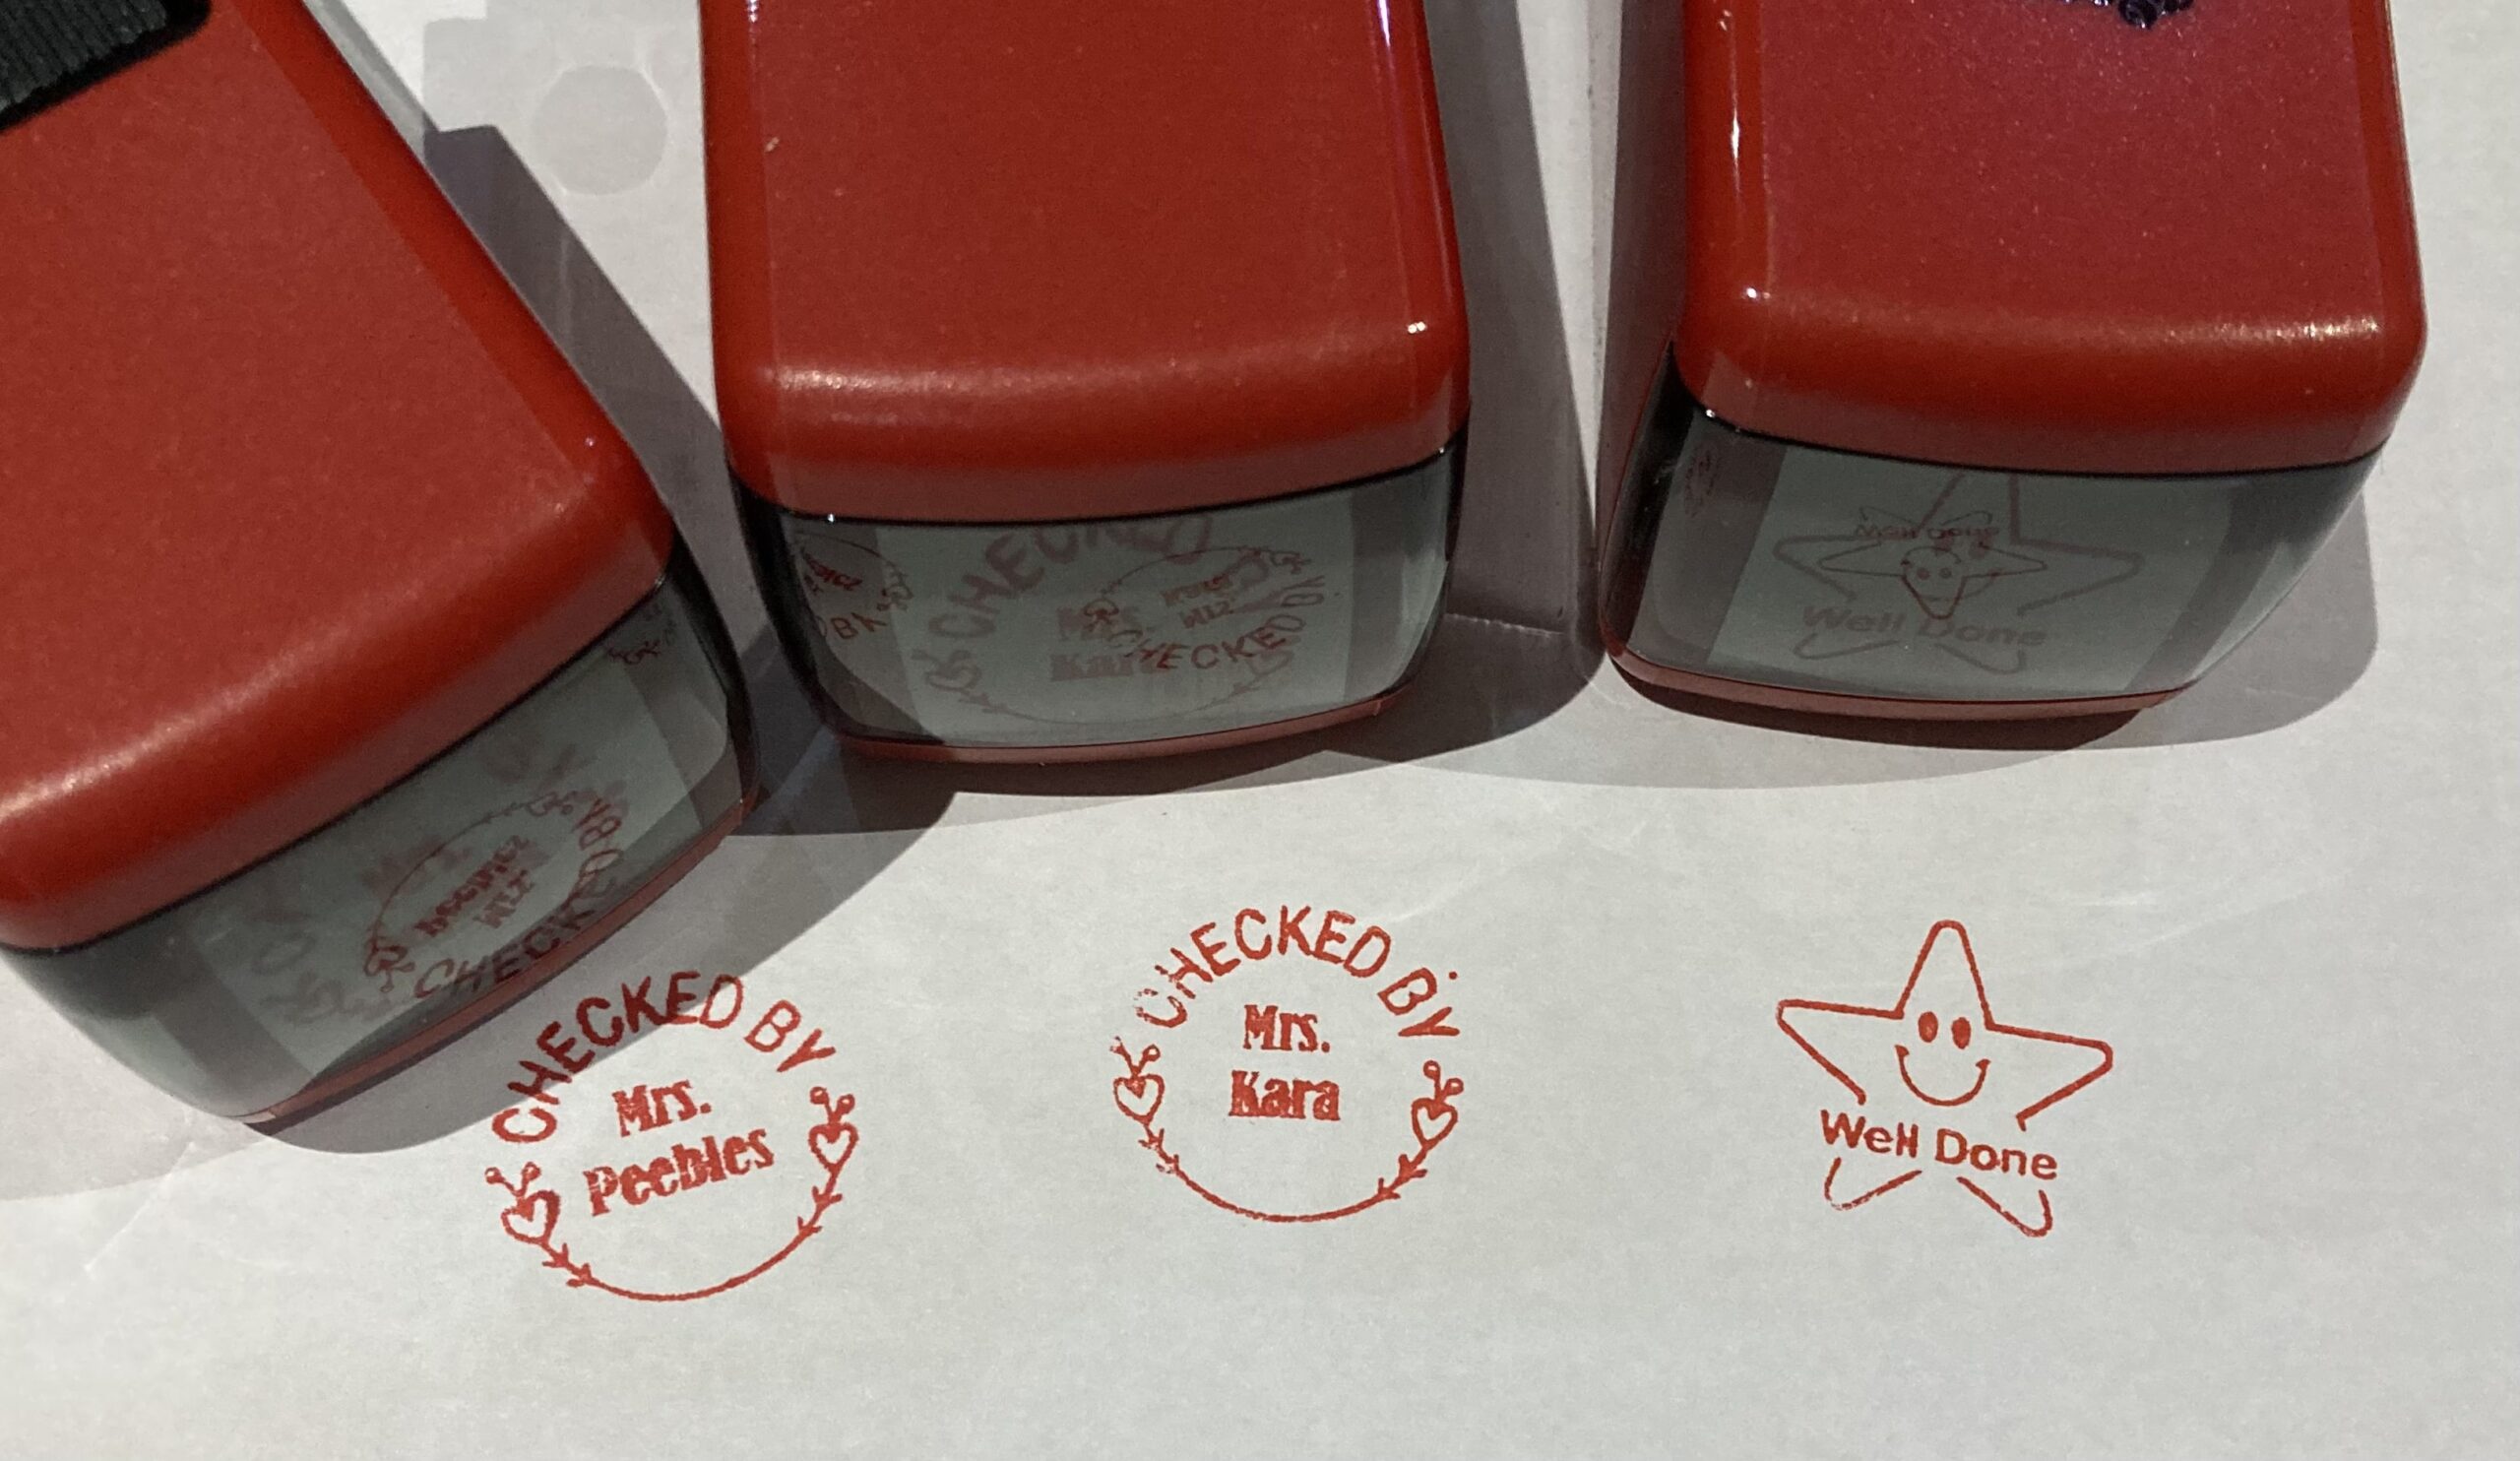 CHECKED BY
Mrs.
Peebles
CHECKED BY
Mrs.
Kara
Well Done